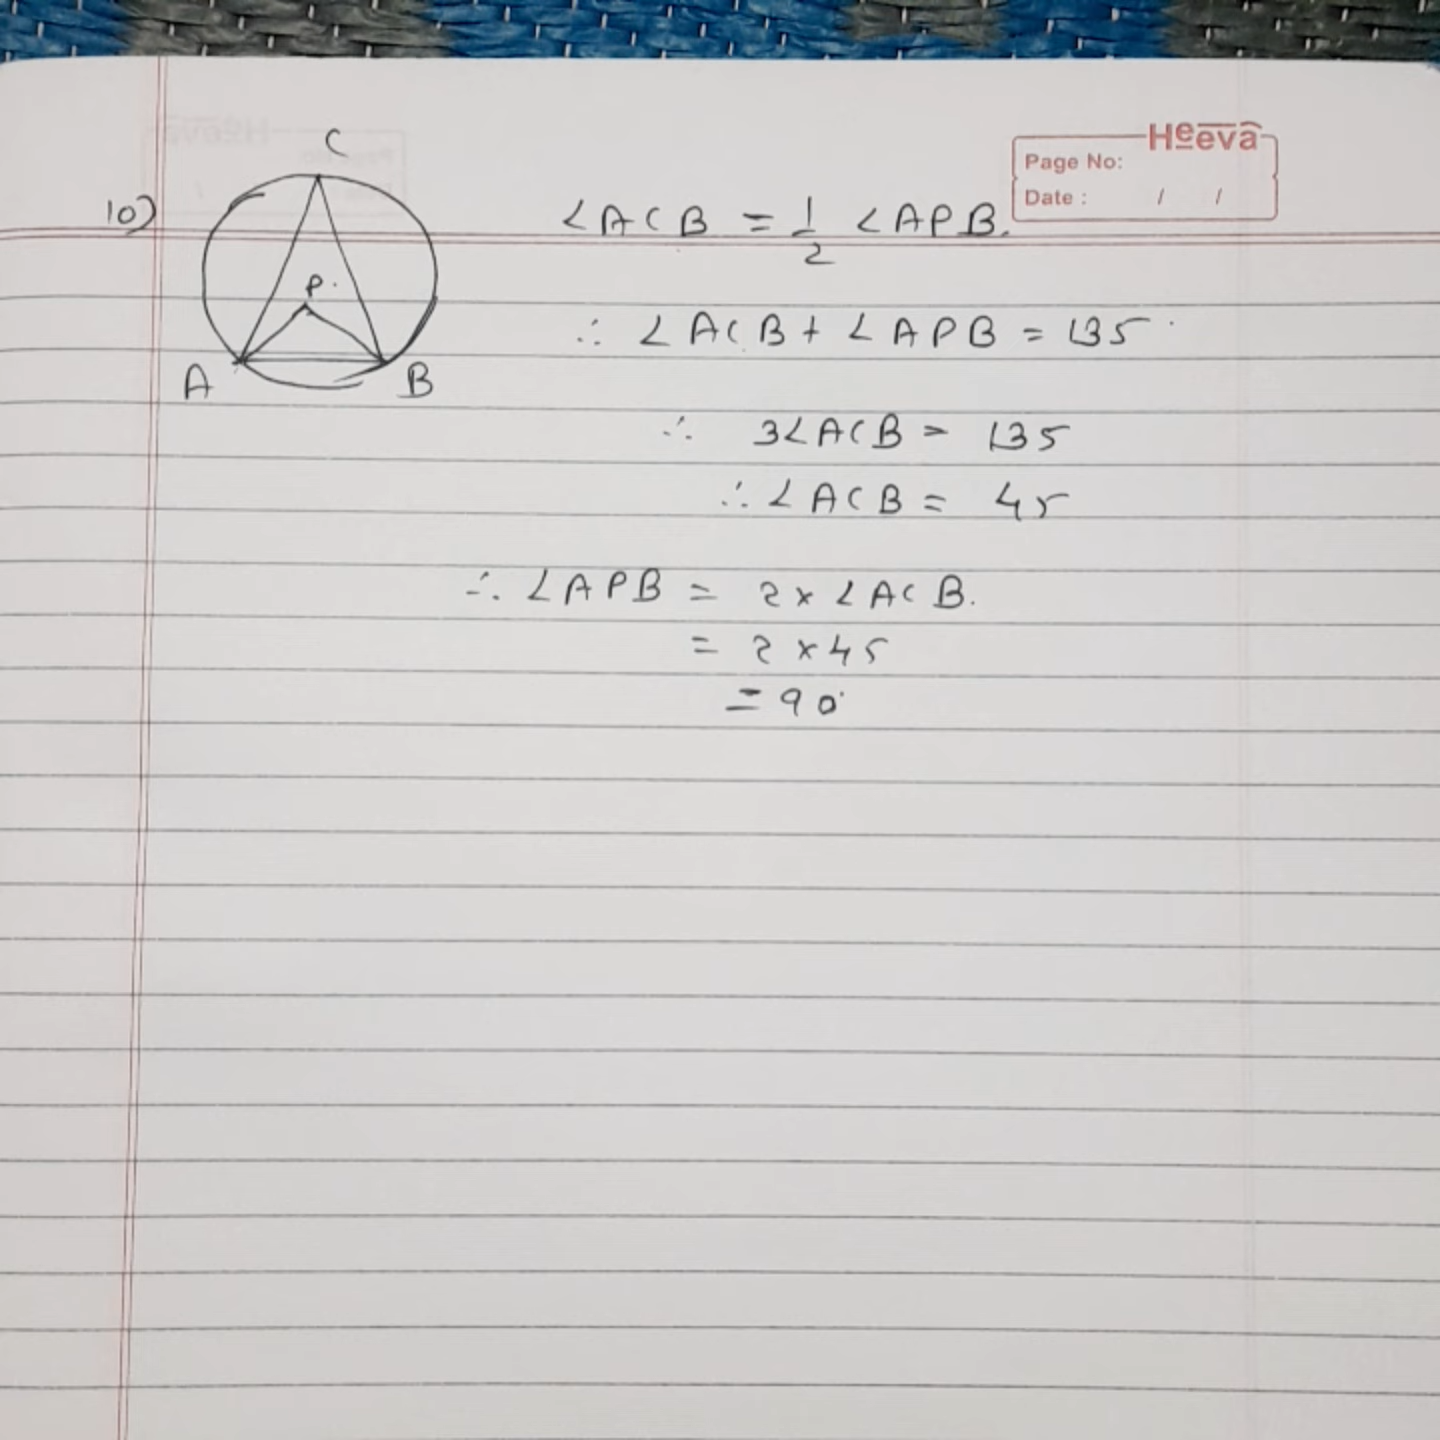 Heeva
Page No:
Date : / /
10)
C
P.
A B
∠ACB = 1/2 ∠APB.
∴ ∠ACB + ∠APB = 135°
∴ 3∠ACB = 135
∴ ∠ACB = 45
∴ ∠APB = 2 × ∠ACB.
= 2 × 45
= 90°